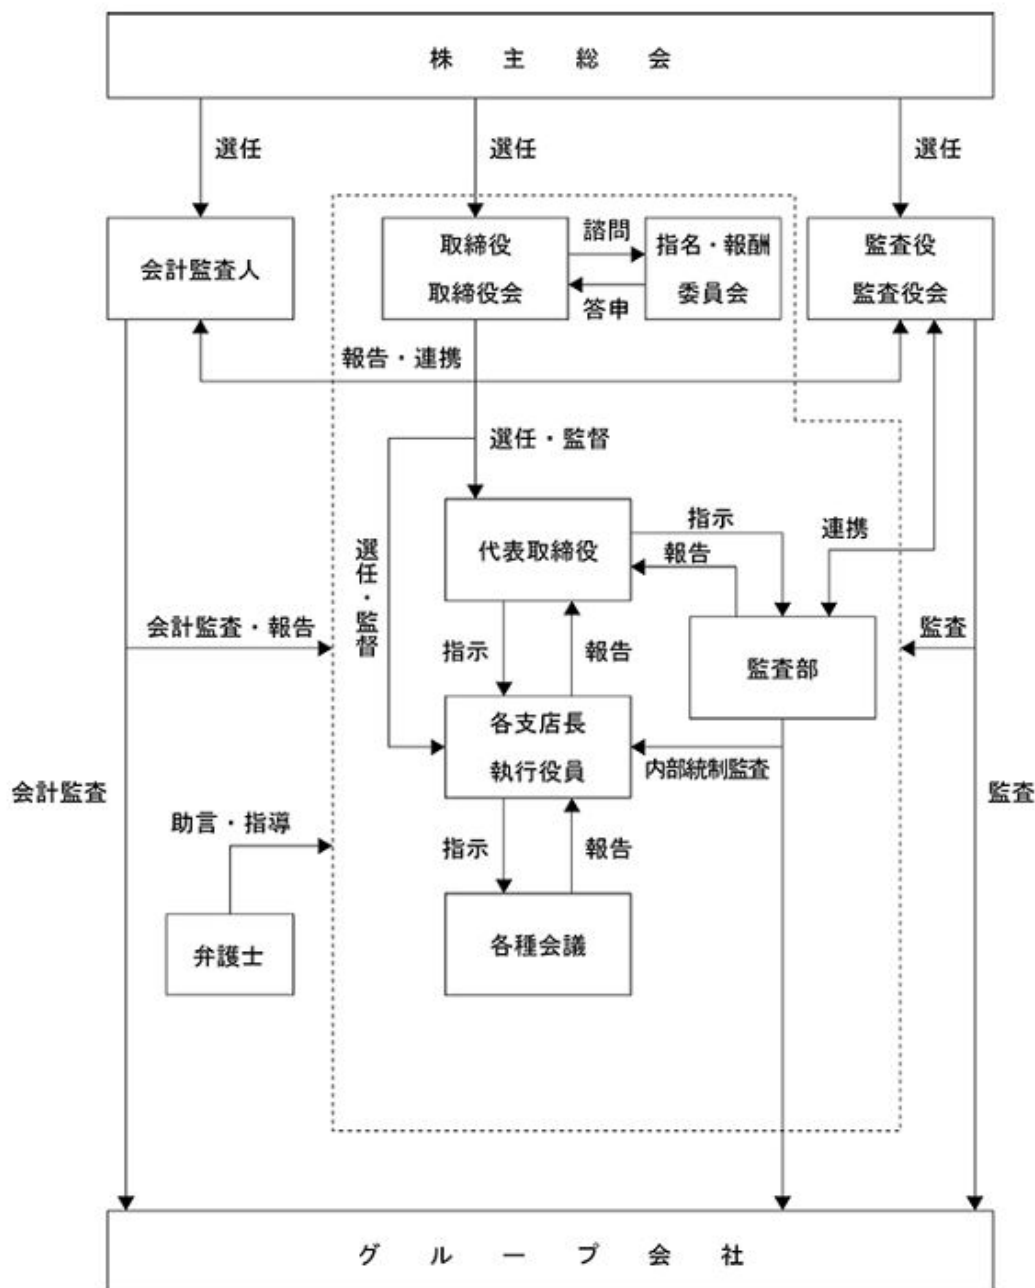 株主総会
選任
選任
選任
会計監査人
取締役
取締役会
諮問
答申
指名・報酬
委員会
監査役
監査役会
報告・連携
選任・監督
選任・監督
代表取締役
指示
報告
連携
会計監査・報告
指示
報告
監査部
監査
各支店長
執行役員
内部統制監査
会計監査
監査
助言・指導
指示
報告
弁護士
各種会議
グループ会社